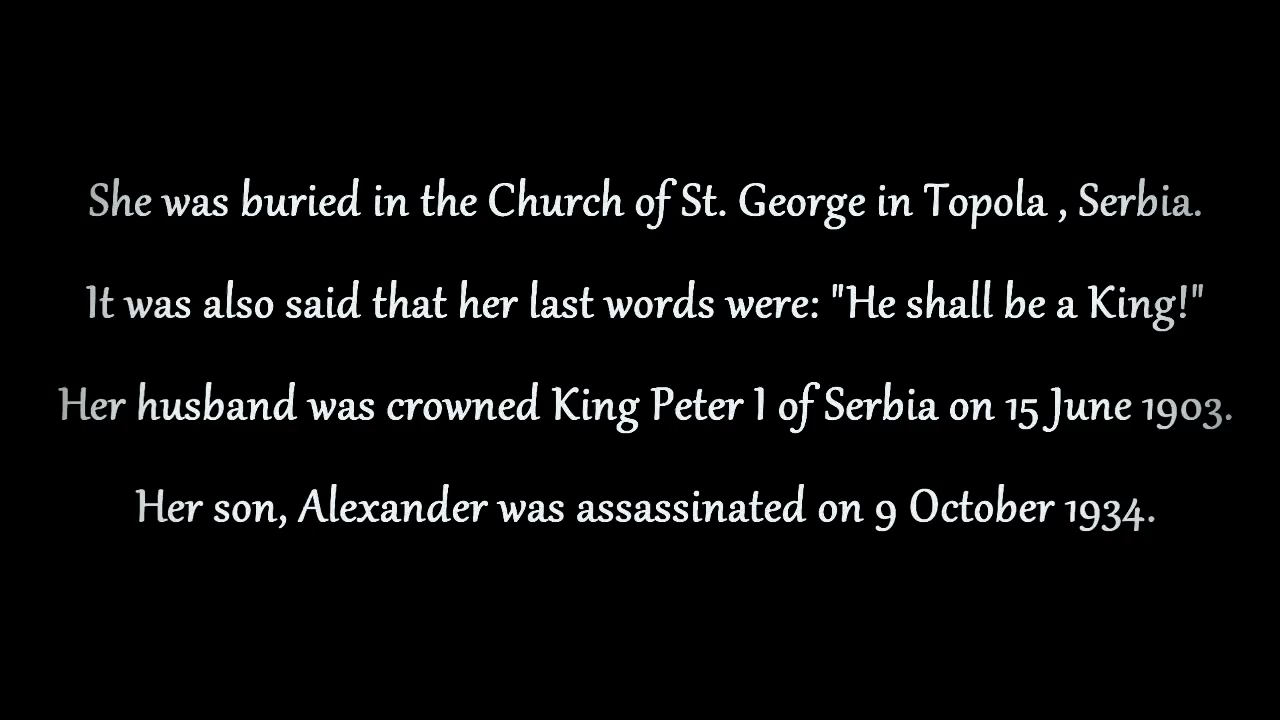 She was buried in the Church of St. George in Topola , Serbia.
It was also said that her last words were: "He shall be a King!"
Her husband was crowned King Peter I of Serbia on 15 June 1903.
Her son, Alexander was assassinated on 9 October 1934.